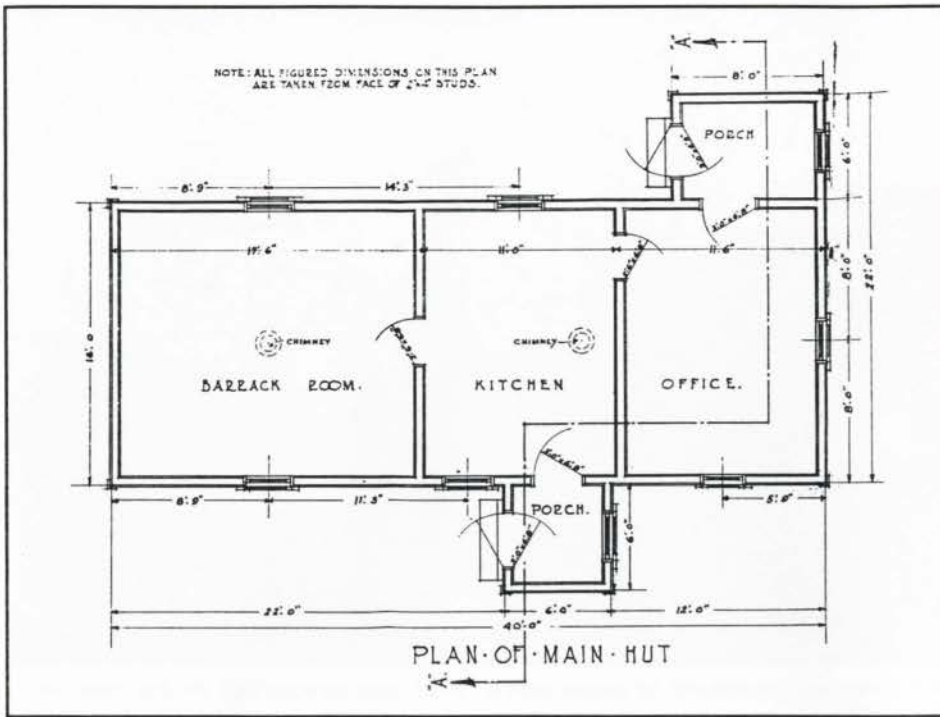 "A"
8'.0"
NOTE: ALL FIGURED DIMENSIONS ON THIS PLAN
ARE TAKEN FROM FACE OF 2"x4" STUDS.
PORCH
6'.0"
8'.9"
14'.3"
17'.6"
11'.0"
11'.6"
8'.0"
22'.0"
16'.0
CHIMNEY
CHIMNEY
BARRACK ROOM.
KITCHEN
OFFICE.
8'.0"
8'.9"
11'.3"
PORCH.
6'.0"
5'.9"
22'.0"
6'.0"
12'.0"
40'.0"
PLAN·OF·MAIN·HUT
"A"